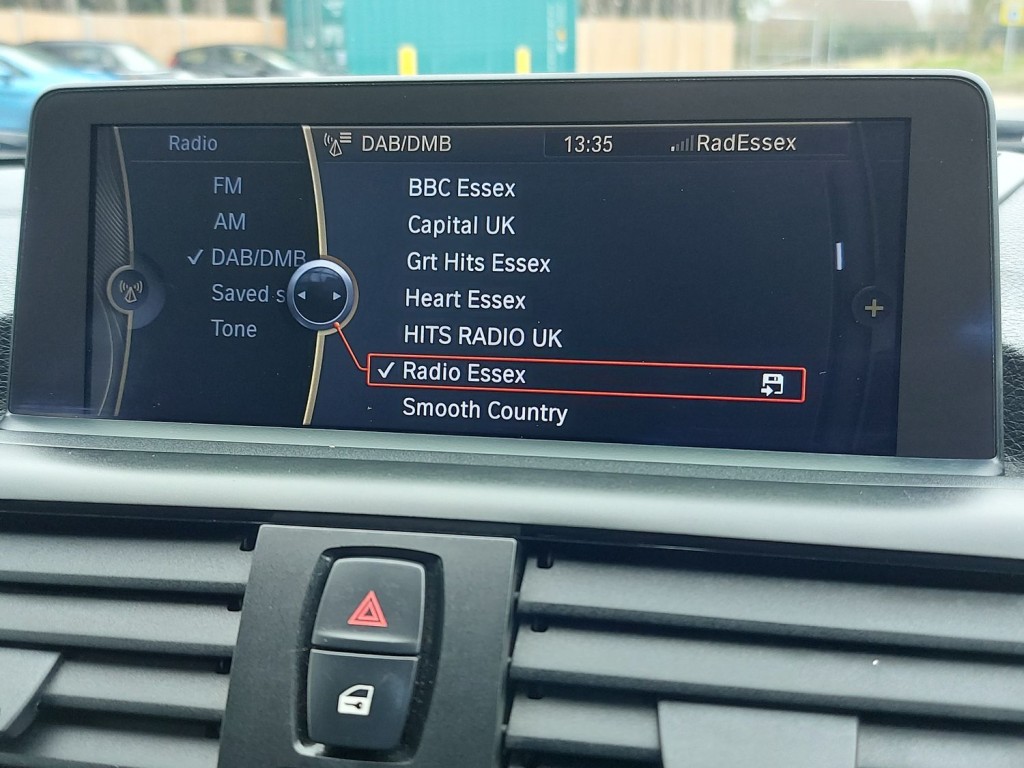 Radio
DAB/DMB
13:35
RadEssex
FM
AM
DAB/DMB
Saved s
Tone
BBC Essex
Capital UK
Grt Hits Essex
Heart Essex
HITS RADIO UK
Radio Essex
Smooth Country